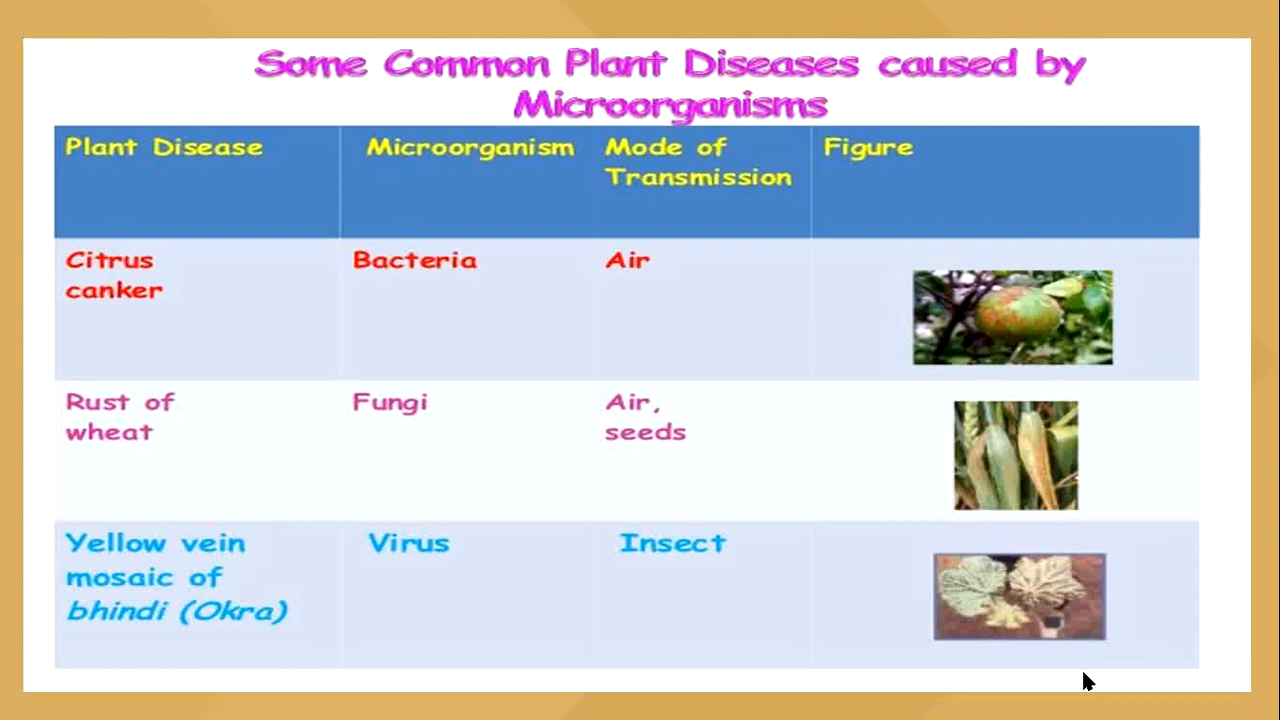 Some Common Plant Diseases caused by
Microorganisms
Plant Disease Microorganism Mode of
Transmission Figure
Citrus
canker Bacteria Air
Rust of
wheat Fungi Air,
seeds
Yellow vein
mosaic of
bhindi (Okra) Virus Insect